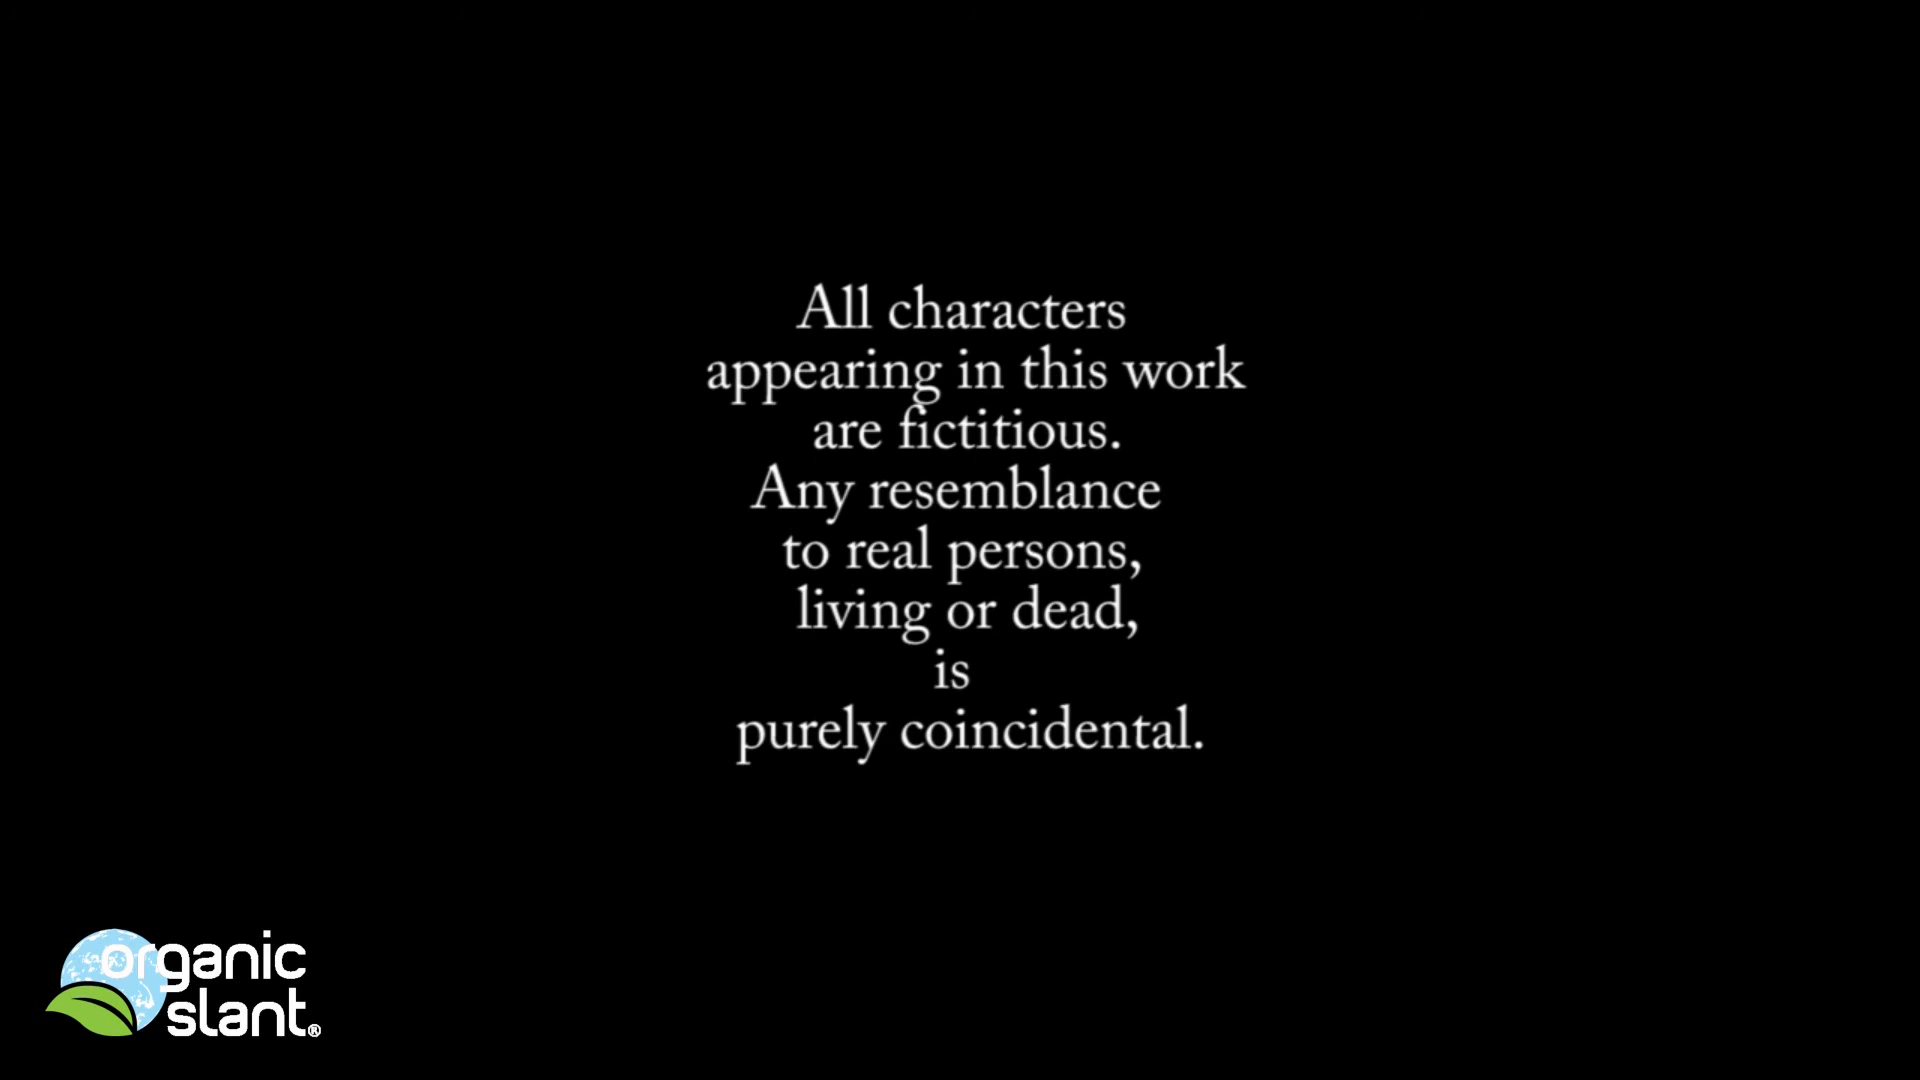 All characters
appearing in this work
are fictitious.
Any resemblance
to real persons,
living or dead,
is
purely coincidental.
organic
slant®